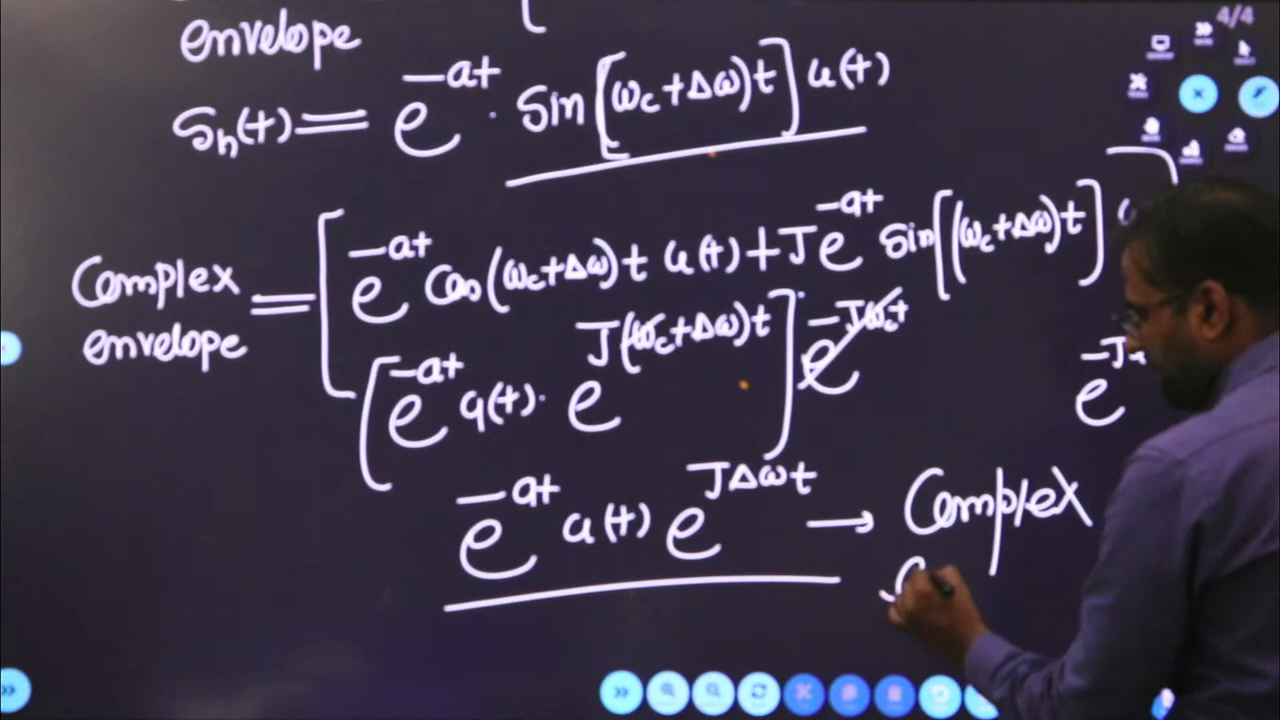 4/4
envelope
Sh(t) = e^-at . Sin[(ωc+Δω)t] u(t)
Complex envelope = [e^-at Cos(ωc+Δω)t u(t) + J e^-at Sin[(ωc+Δω)t]
[e^-at u(t). e^J(ωc+Δω)t] e^-Jωct
e^-J
e^-at u(t) e^JΔωt → Complex